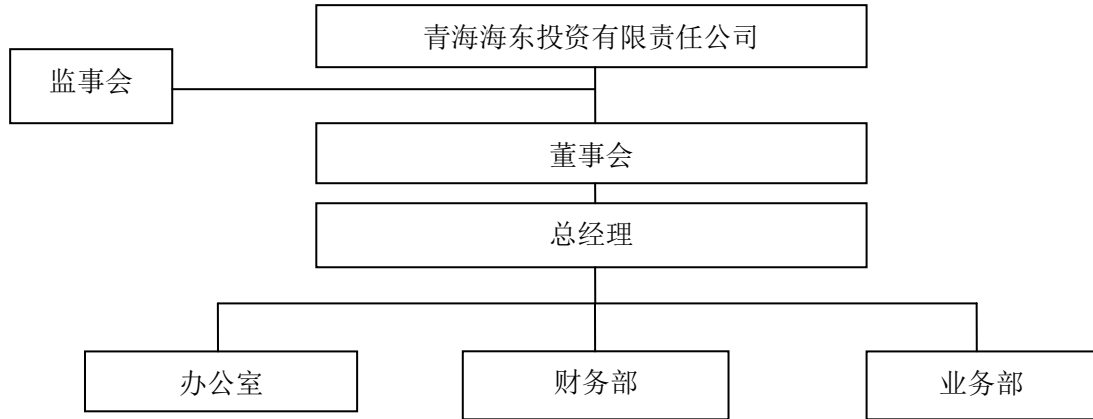 青海海东投资有限责任公司
监事会
董事会
总经理
办公室
财务部
业务部